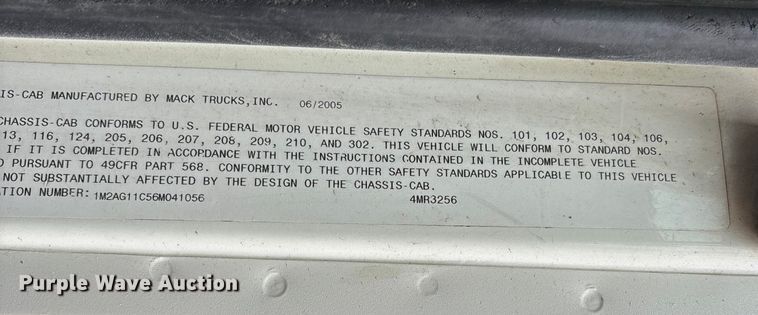 IS-CAB MANUFACTURED BY MACK TRUCKS, INC. 06/2005
CHASSIS-CAB CONFORMS TO U.S. FEDERAL MOTOR VEHICLE SAFETY STANDARDS NOS. 101, 102, 103, 104, 106,
13, 116, 124, 205, 206, 207, 208, 209, 210, AND 302. THIS VEHICLE WILL CONFORM TO STANDARD NOS.
IF IT IS COMPLETED IN ACCORDANCE WITH THE INSTRUCTIONS CONTAINED IN THE INCOMPLETE VEHICLE
D PURSUANT TO 49CFR PART 568. CONFORMITY TO THE OTHER SAFETY STANDARDS APPLICABLE TO THIS VEHICLE
NOT SUBSTANTIALLY AFFECTED BY THE DESIGN OF THE CHASSIS-CAB.
ATION NUMBER: 1M2AG11C56M041056 4MR3256
Purple Wave Auction